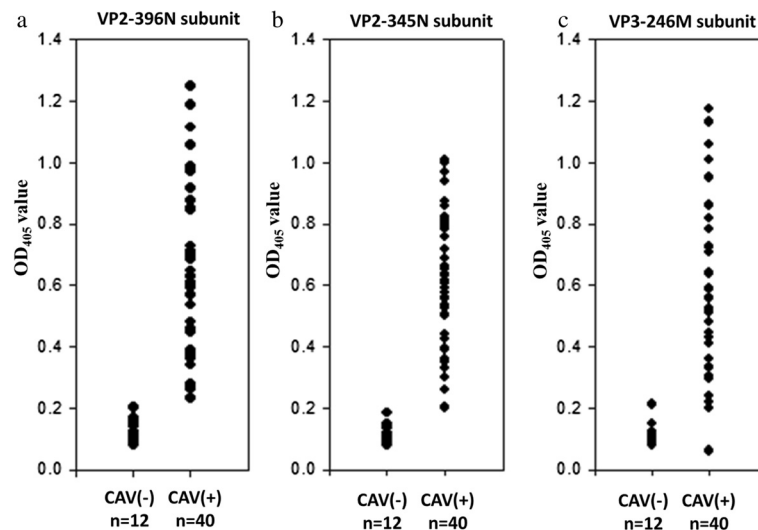 a
VP2-396N subunit
1.4
1.2
1.0
0.8
0.6
0.4
0.2
0.0
OD405 value
CAV(-) CAV(+)
n=12 n=40
b
VP2-345N subunit
1.4
1.2
1.0
0.8
0.6
0.4
0.2
0.0
OD405 value
CAV(-) CAV(+)
n=12 n=40
c
VP3-246M subunit
1.4
1.2
1.0
0.8
0.6
0.4
0.2
0.0
OD405 value
CAV(-) CAV(+)
n=12 n=40